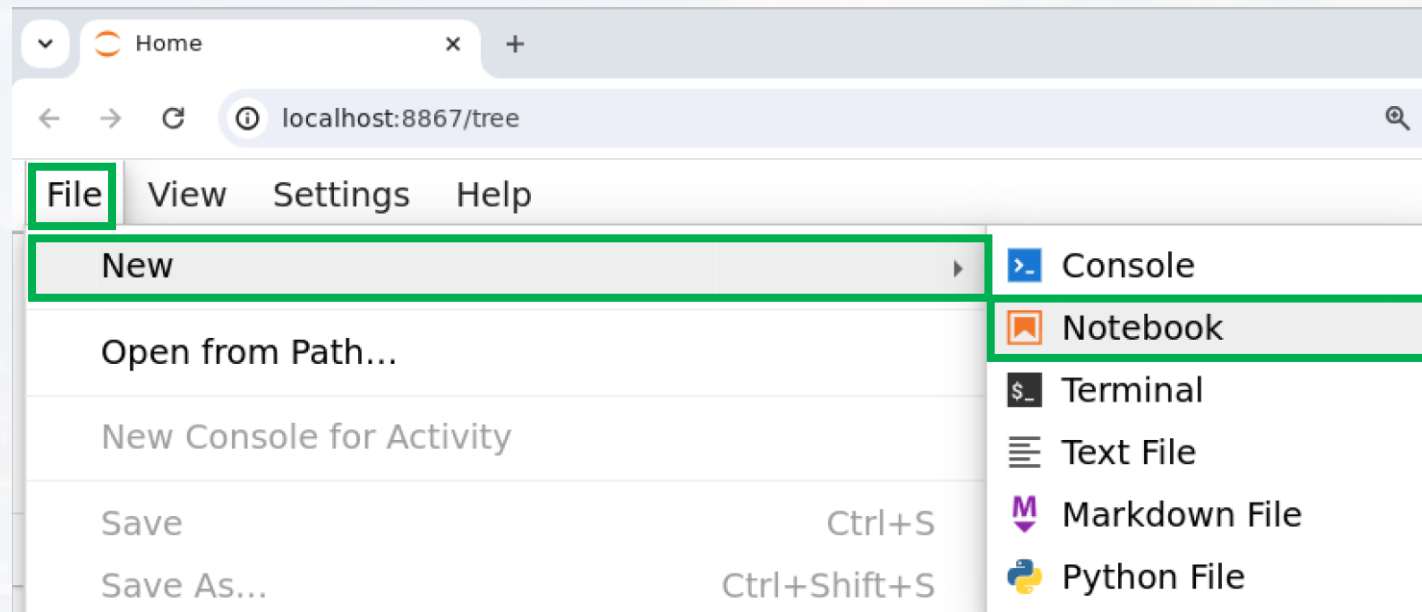 Home
localhost:8867/tree
File View Settings Help
New
Open from Path...
New Console for Activity
Save Ctrl+S
Save As... Ctrl+Shift+S
>_ Console
Notebook
$_ Terminal
Text File
M Markdown File
Python File